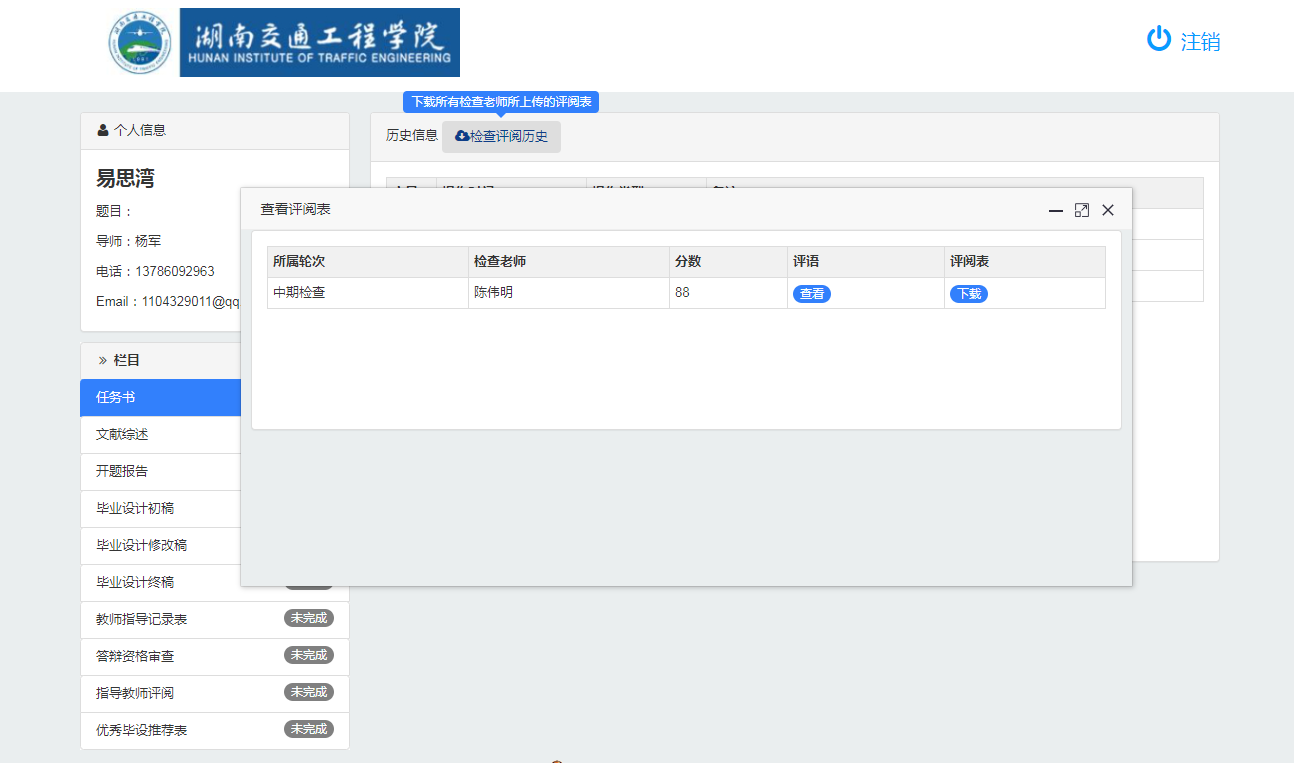 湖南交通工程学院
HUNAN INSTITUTE OF TRAFFIC ENGINEERING
注销
下载所有检查老师所上传的评阅表
个人信息
历史信息 检查评阅历史
易思湾
题目：
导师：杨军
电话：13786092963
Email：1104329011@qq
查看评阅表
所属轮次 检查老师 分数 评语 评阅表
中期检查 陈伟明 88 查看 下载
栏目
任务书
文献综述
开题报告
毕业设计初稿
毕业设计修改稿
毕业设计终稿
教师指导记录表 未完成
答辩资格审查 未完成
指导教师评阅 未完成
优秀毕设推荐表 未完成